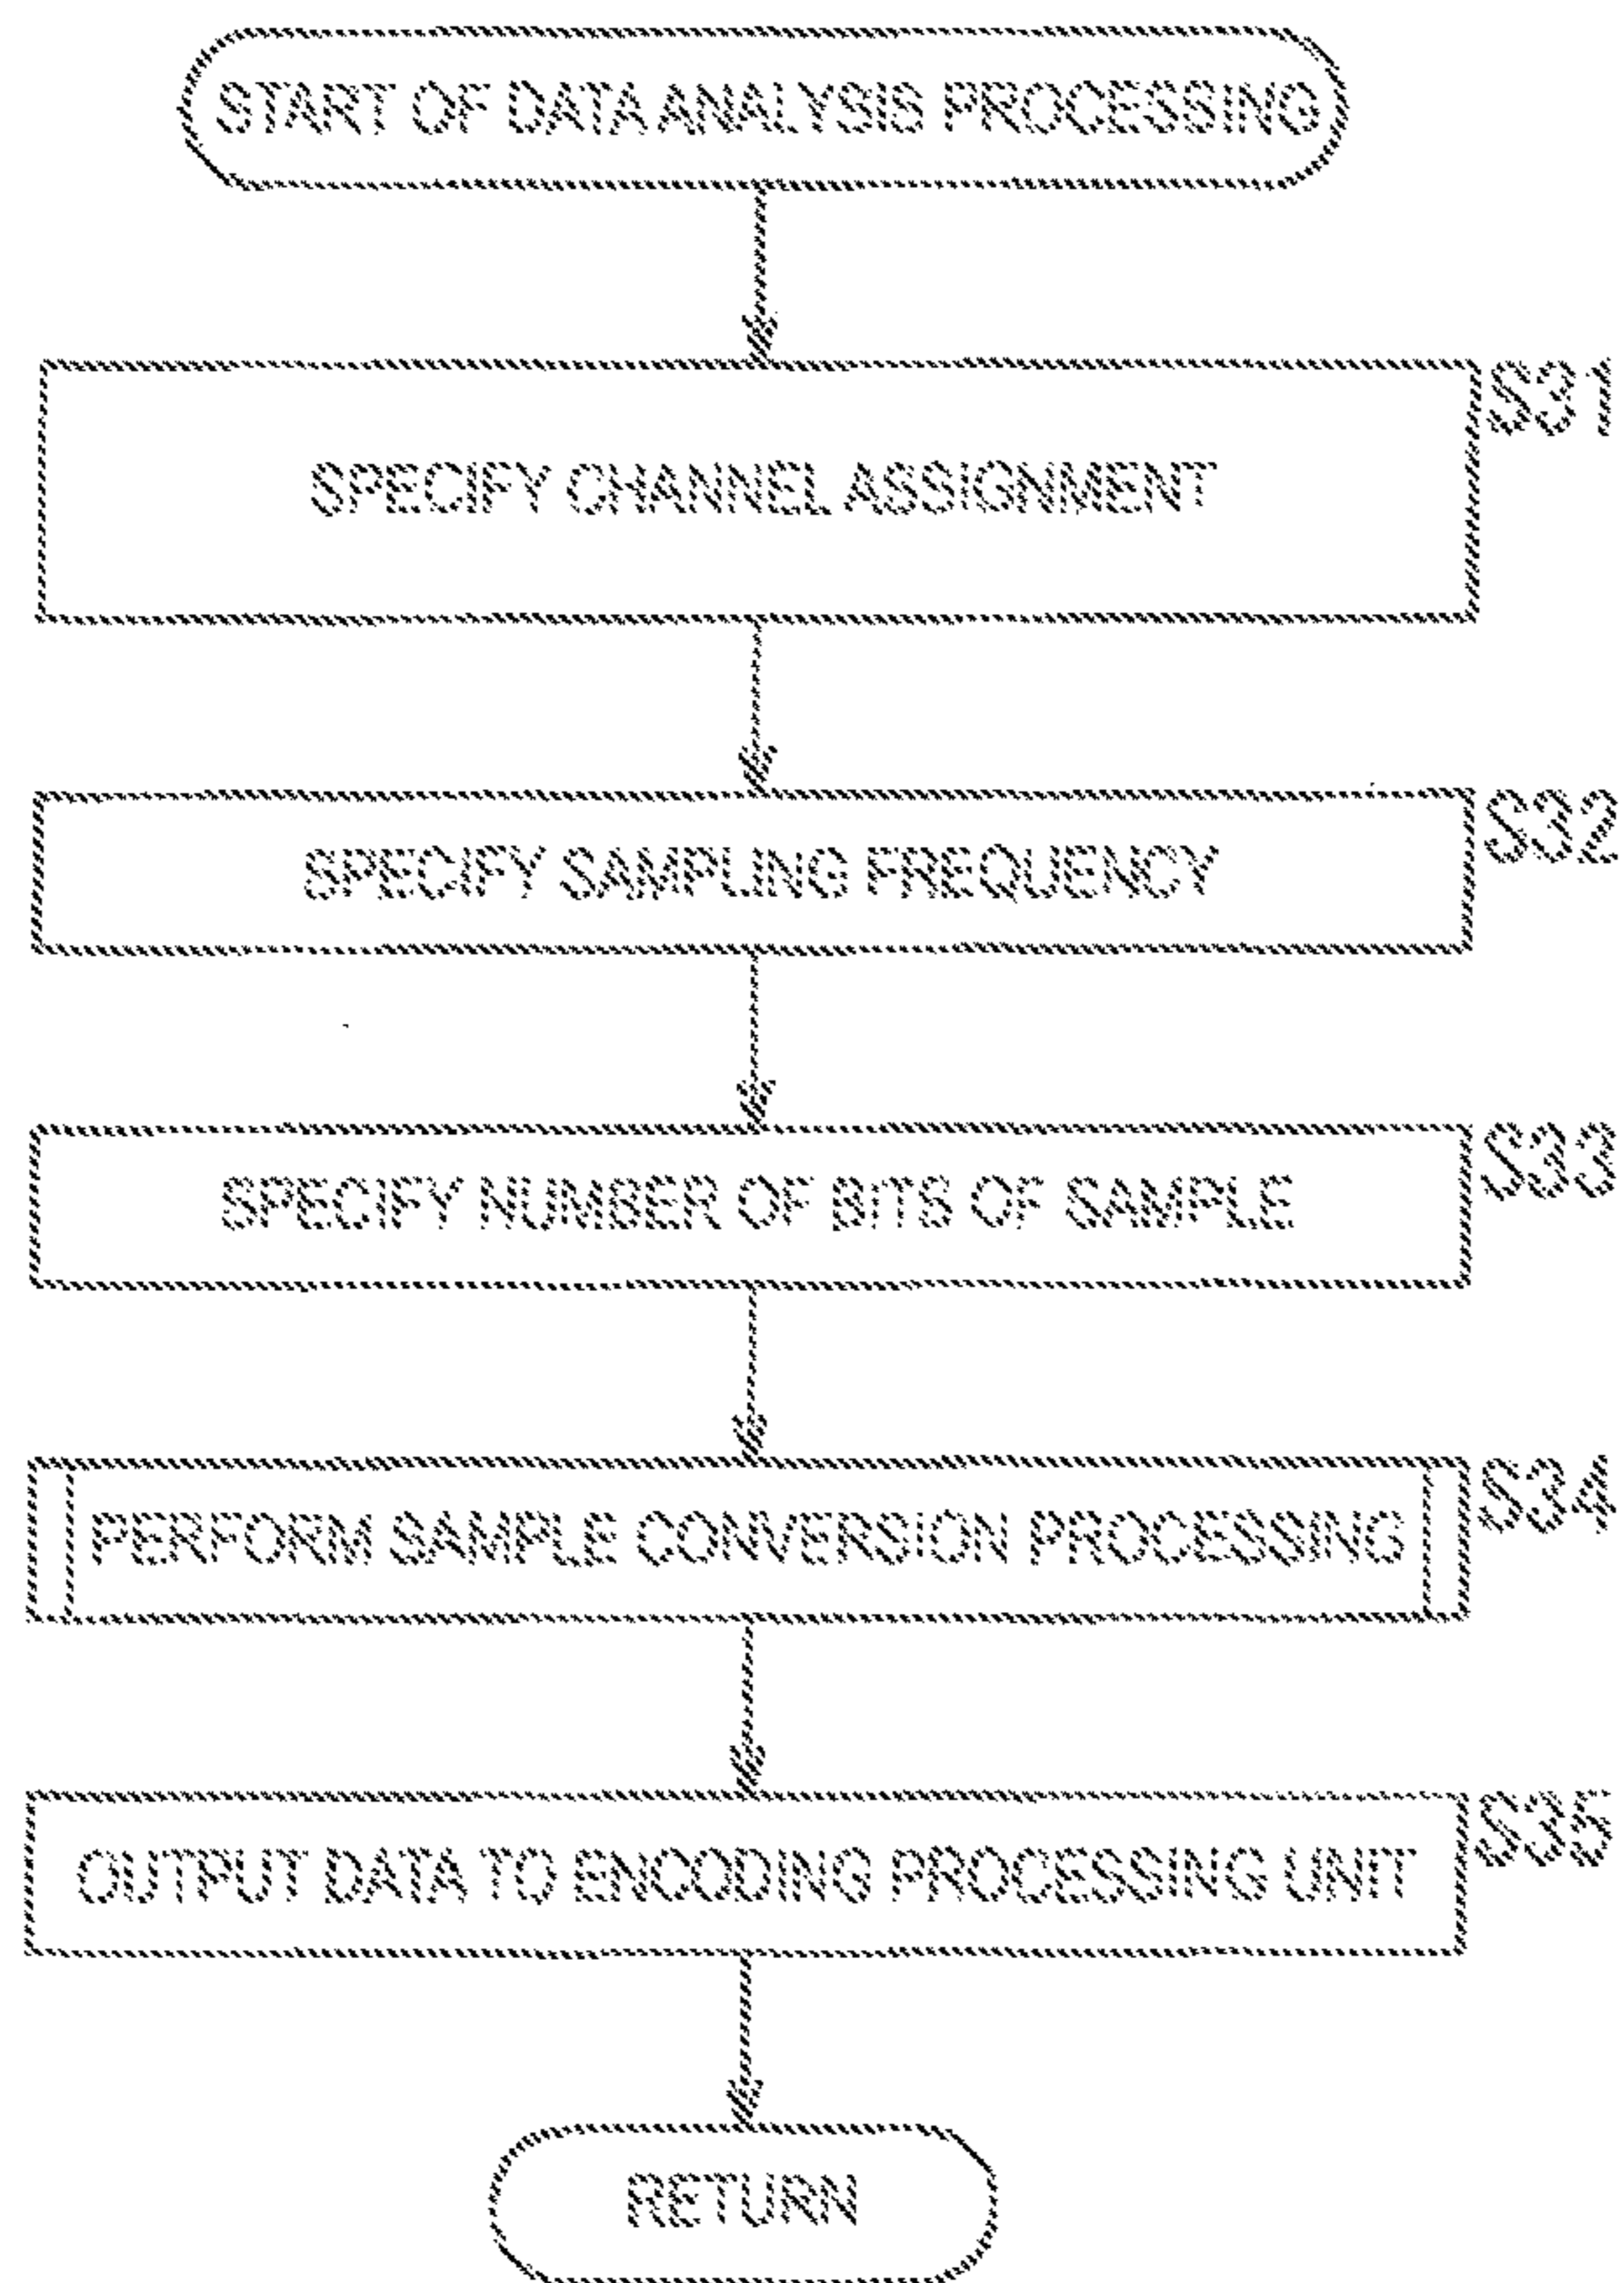 START OF DATA ANALYSIS PROCESSING
S31
SPECIFY CHANNEL ASSIGNMENT
S32
SPECIFY SAMPLING FREQUENCY
S33
SPECIFY NUMBER OF BITS OF SAMPLE
S34
PERFORM SAMPLE CONVERSION PROCESSING
S35
OUTPUT DATA TO ENCODING PROCESSING UNIT
RETURN